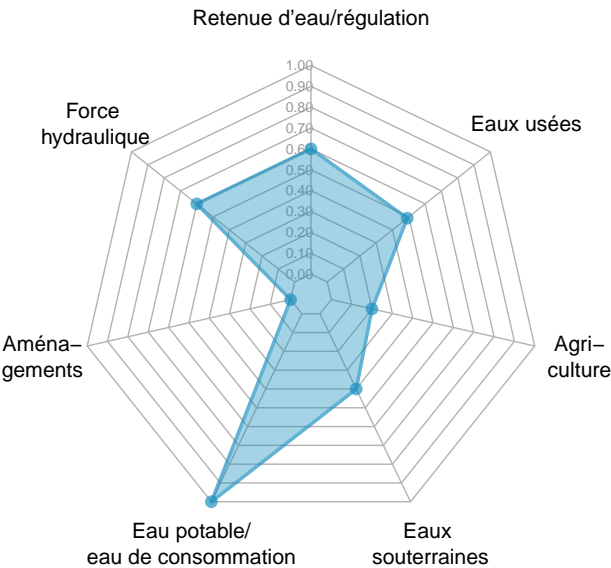 Retenue d’eau/régulation
1.00
0.90
0.80
0.70
0.60
0.50
0.40
0.30
0.20
0.10
0.00
Force
hydraulique
Eaux usées
Aména–
gements
Agri–
culture
Eau potable/
eau de consommation
Eaux
souterraines